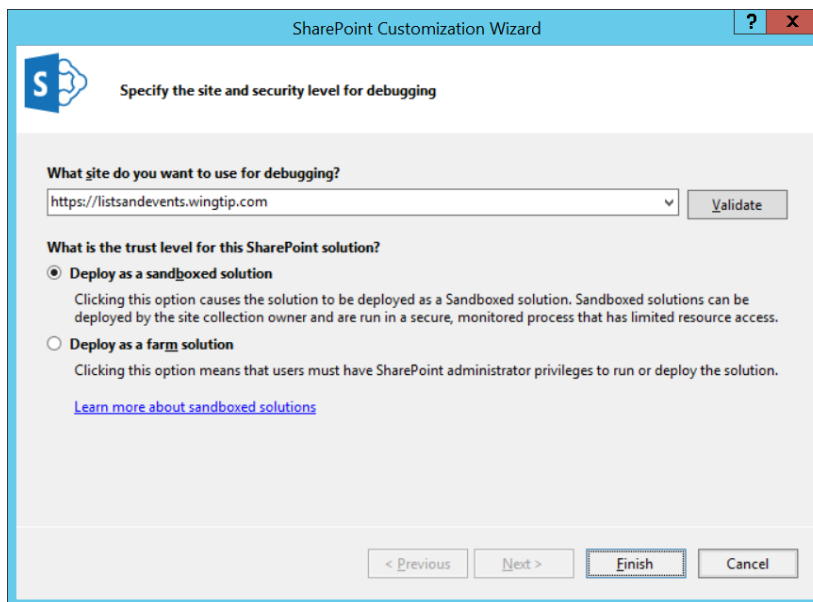 SharePoint Customization Wizard
? x
S
Specify the site and security level for debugging
What site do you want to use for debugging?
https://listsandevents.wingtip.com
Validate
What is the trust level for this SharePoint solution?
Deploy as a sandboxed solution
Clicking this option causes the solution to be deployed as a Sandboxed solution. Sandboxed solutions can be
deployed by the site collection owner and are run in a secure, monitored process that has limited resource access.
Deploy as a farm solution
Clicking this option means that users must have SharePoint administrator privileges to run or deploy the solution.
Learn more about sandboxed solutions
< Previous
Next >
Finish
Cancel